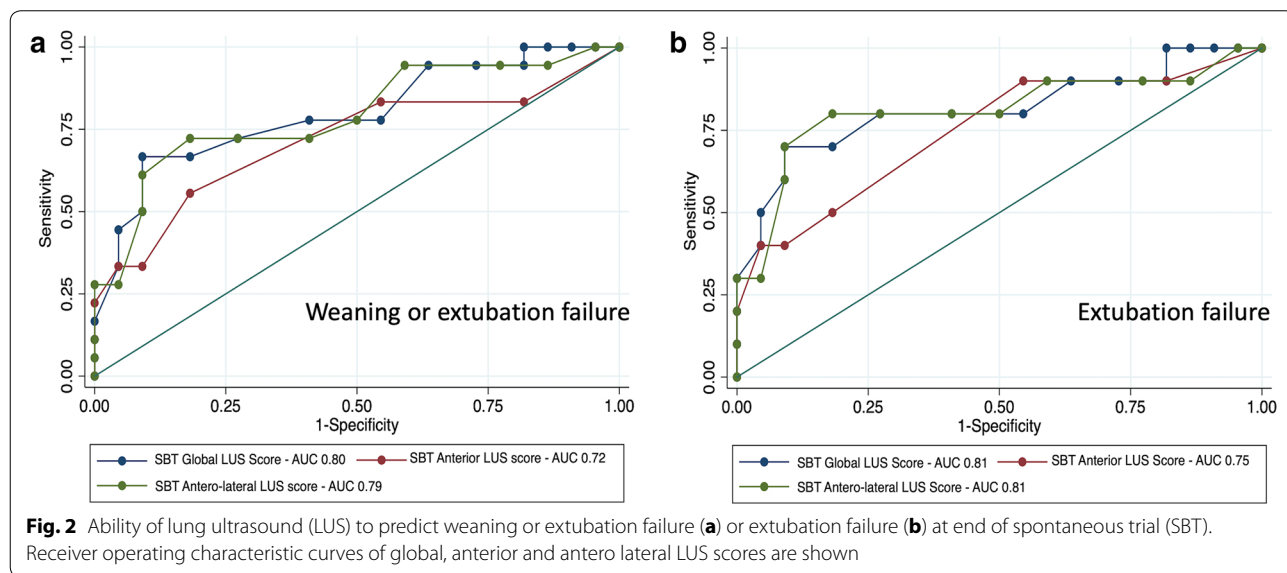 a
1.00
0.75
0.50
0.25
0.00
Sensitivity
Weaning or extubation failure
0.00 0.25 0.50 0.75 1.00
1-Specificity
SBT Global LUS Score - AUC 0.80 SBT Anterior LUS score - AUC 0.72
SBT Antero-lateral LUS score - AUC 0.79
b
1.00
0.75
0.50
0.25
0.00
Sensitivity
Extubation failure
0.00 0.25 0.50 0.75 1.00
1-Specificity
SBT Global LUS Score - AUC 0.81 SBT Anterior LUS Score - AUC 0.75
SBT Antero-lateral LUS Score - AUC 0.81
Fig. 2 Ability of lung ultrasound (LUS) to predict weaning or extubation failure (a) or extubation failure (b) at end of spontaneous trial (SBT).
Receiver operating characteristic curves of global, anterior and antero lateral LUS scores are shown